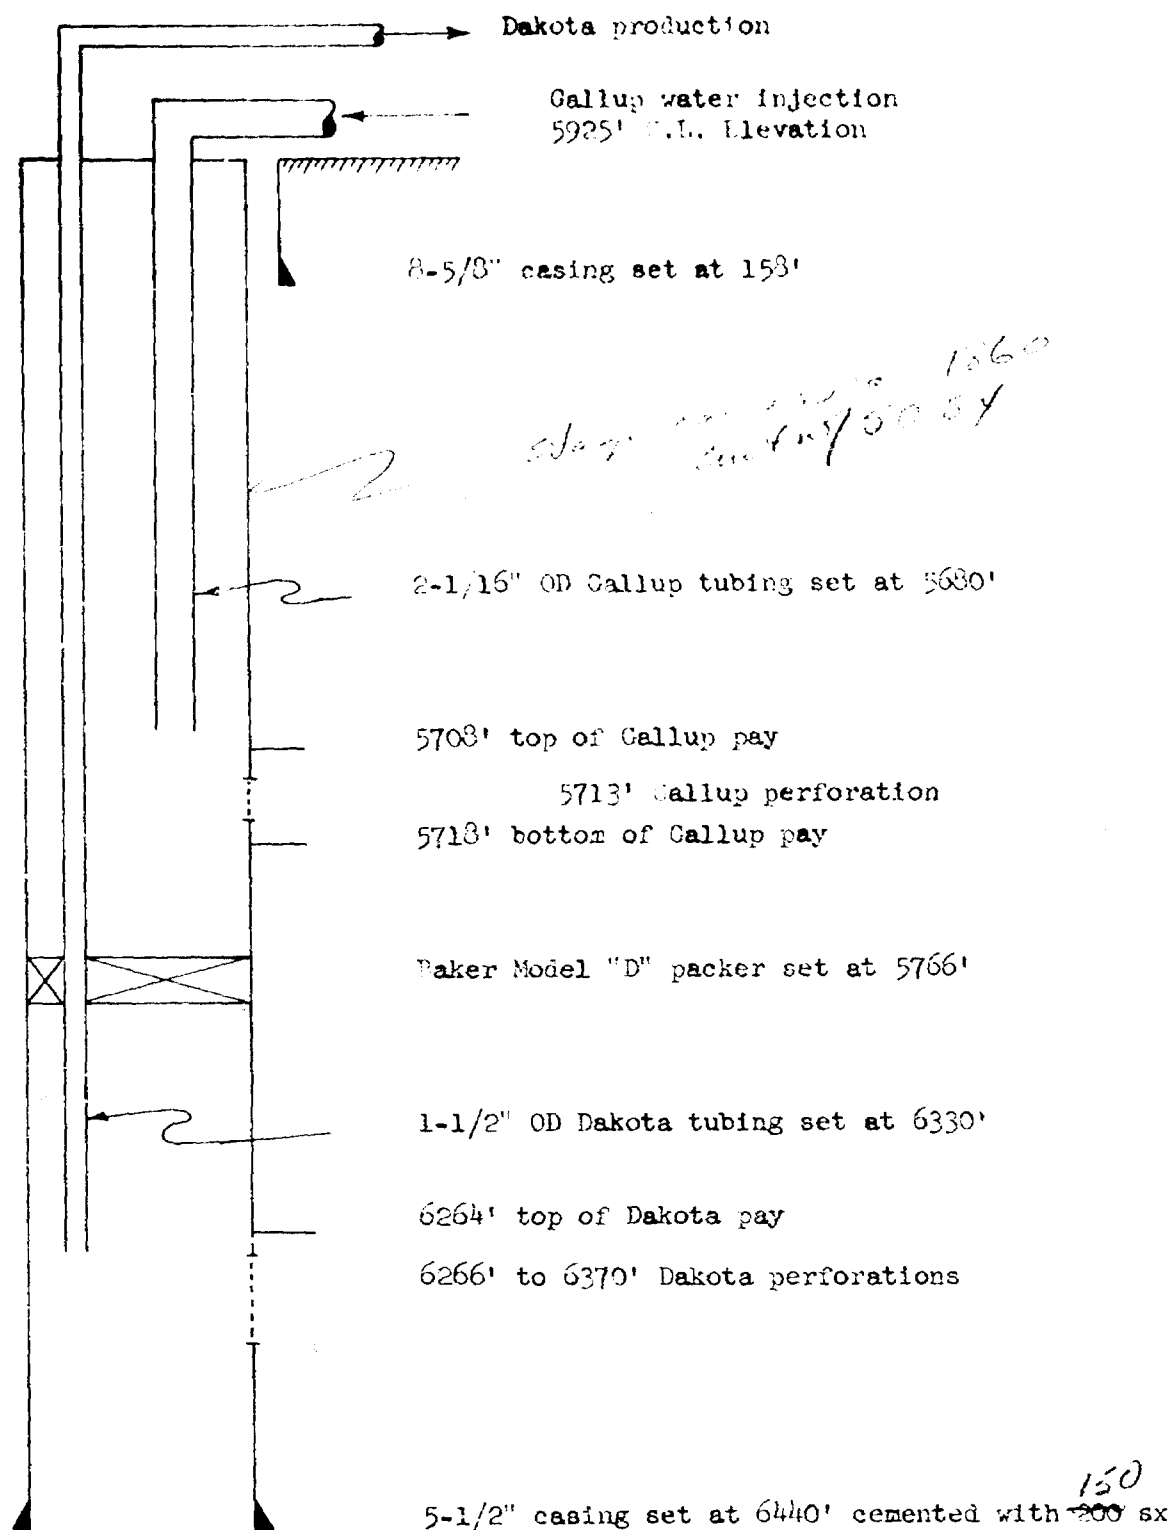 Dakota production
Gallup water injection
5925' G.L. Elevation
8-5/8" casing set at 158'
1860
2-1/16" OD Gallup tubing set at 5680'
5708' top of Gallup pay
5713' Gallup perforation
5718' bottom of Gallup pay
Baker Model "D" packer set at 5766'
1-1/2" OD Dakota tubing set at 6330'
6264' top of Dakota pay
6266' to 6370' Dakota perforations
150
5-1/2" casing set at 6440' cemented with 200 sx